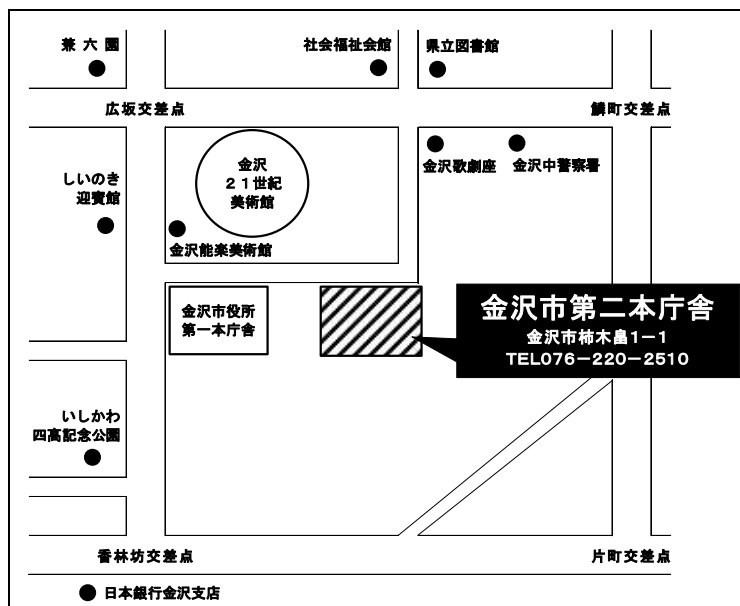 兼六園
社会福祉会館
県立図書館
広坂交差点
鱗町交差点
金沢
21世紀
美術館
金沢歌劇座
金沢中警察署
しいのき
迎賓館
金沢能楽美術館
金沢市役所
第一本庁舎
金沢市第二本庁舎
金沢市柿木畠1-1
TEL076-220-2510
いしかわ
四高記念公園
香林坊交差点
片町交差点
日本銀行金沢支店